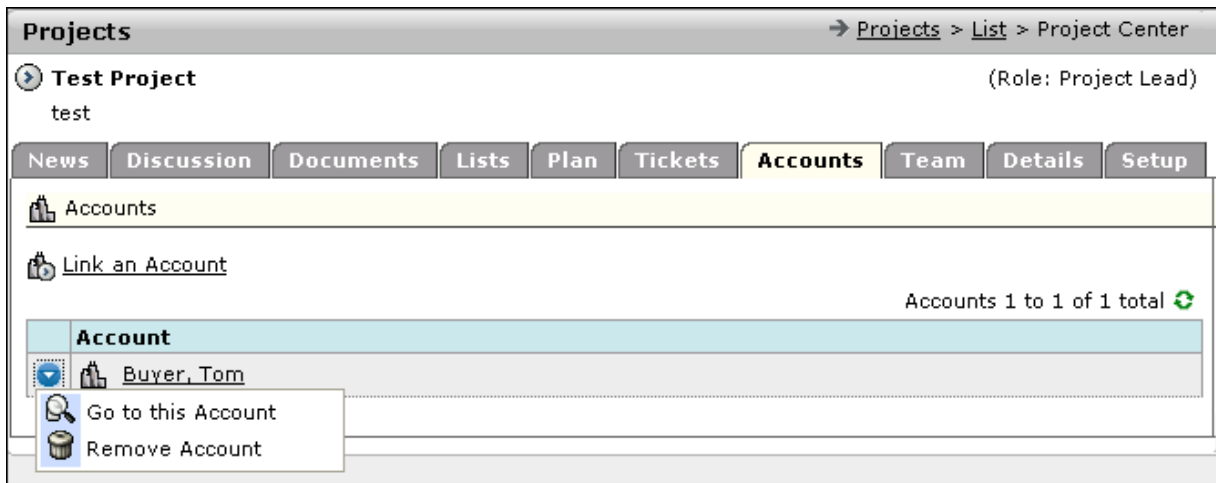 Projects
Projects > List > Project Center
Test Project
(Role: Project Lead)
test
News Discussion Documents Lists Plan Tickets Accounts Team Details Setup
Accounts
Link an Account
Accounts 1 to 1 of 1 total
Account
Buyer, Tom
Go to this Account
Remove Account